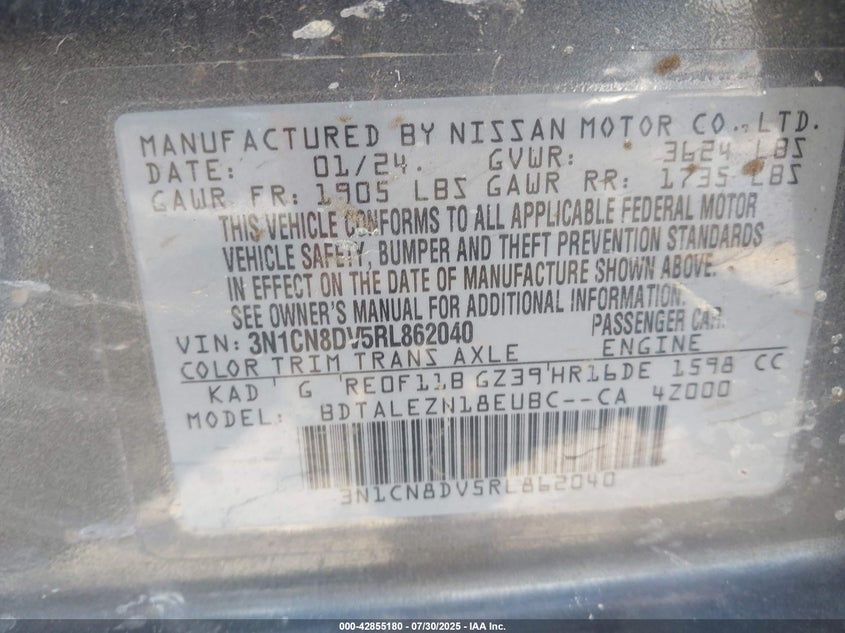 MANUFACTURED BY NISSAN MOTOR CO., LTD.
DATE: 01/24. GVWR: 3624 LBS
GAWR FR: 1905 LBS GAWR RR: 1735 LBS
THIS VEHICLE CONFORMS TO ALL APPLICABLE FEDERAL MOTOR
VEHICLE SAFETY, BUMPER AND THEFT PREVENTION STANDARDS
IN EFFECT ON THE DATE OF MANUFACTURE SHOWN ABOVE.
SEE OWNER'S MANUAL FOR ADDITIONAL INFORMATION.
VIN: 3N1CN8DV5RL862040 PASSENGER CAR.
COLOR TRIM TRANS AXLE ENGINE
KAD G RE0F11B GZ39 HR16DE 1598 CC
MODEL: BDTALEZN18EUBC--CA 4Z000
3N1CN8DV5RL862040
000-42855180 | 07/30/2025 - IAA Inc.